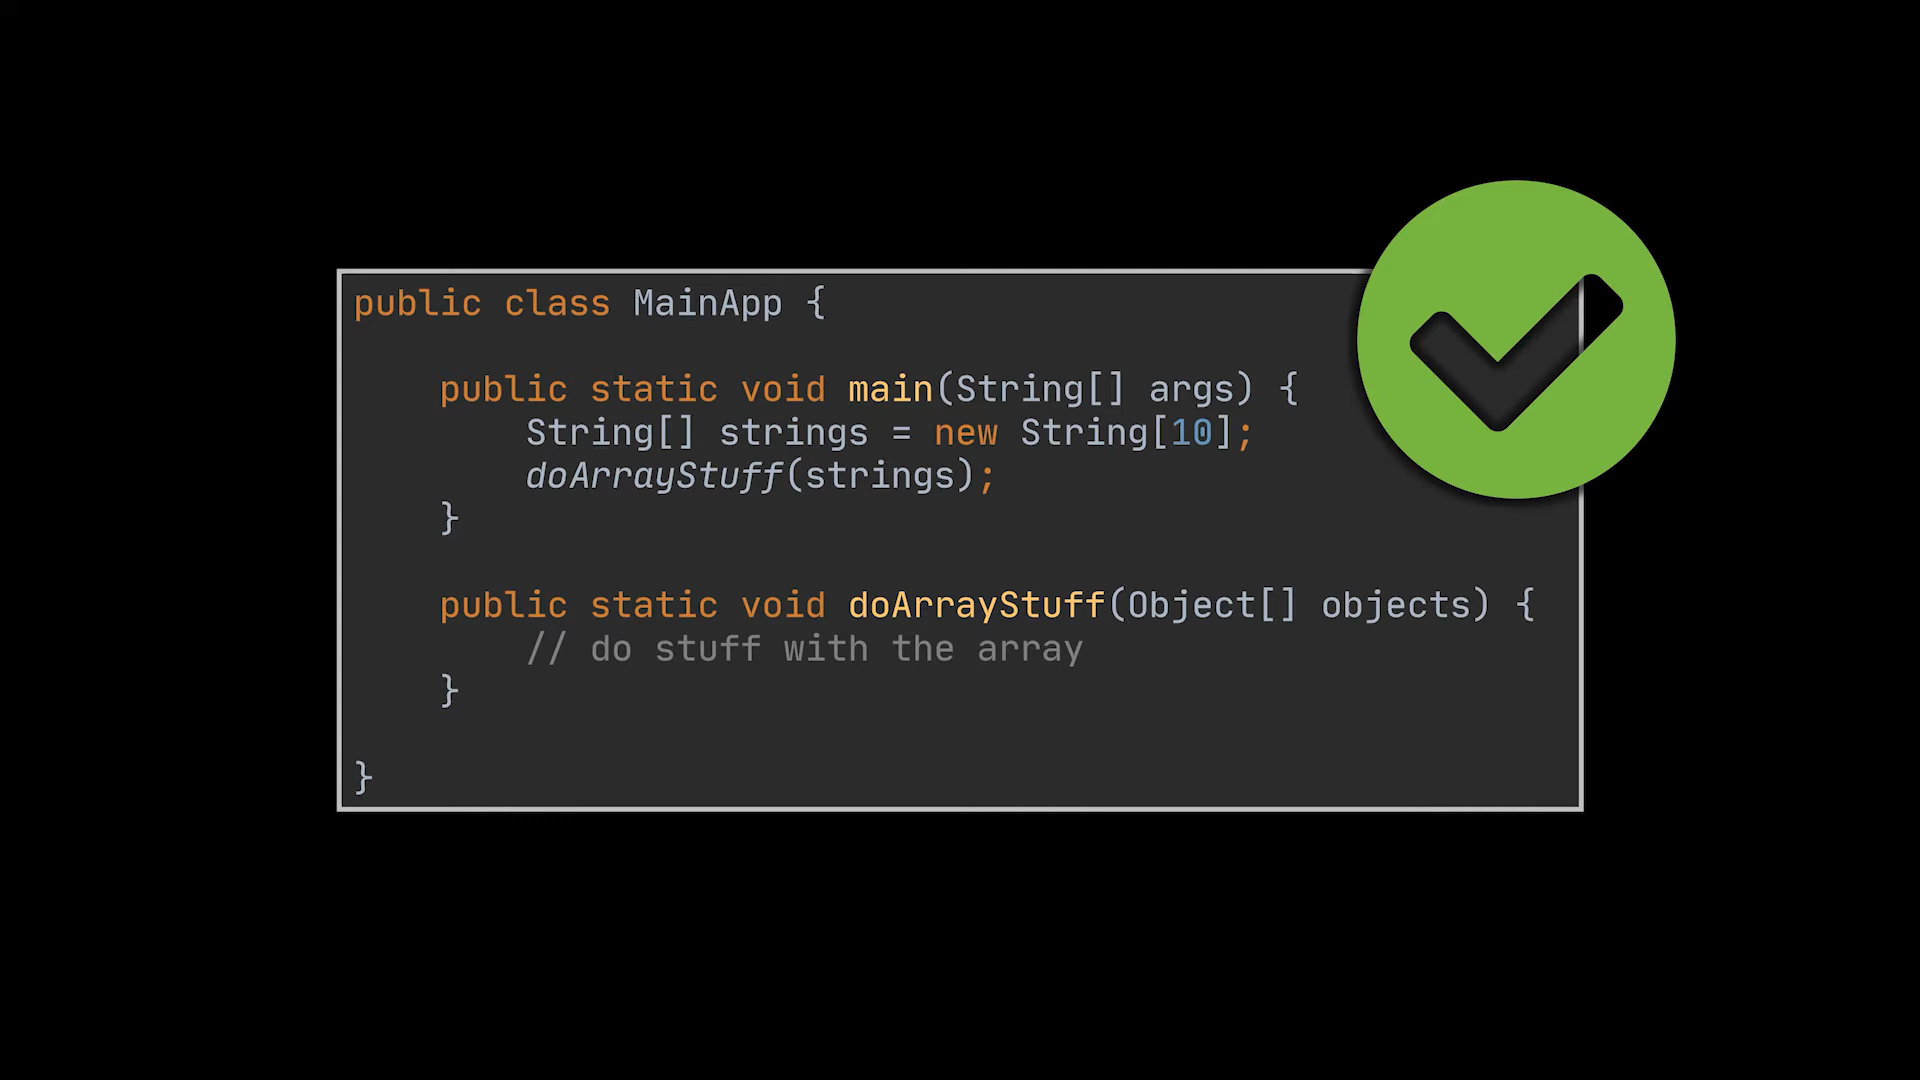 public class MainApp {
public static void main(String[] args) {
String[] strings = new String[10];
doArrayStuff(strings);
}
public static void doArrayStuff(Object[] objects) {
// do stuff with the array
}
}